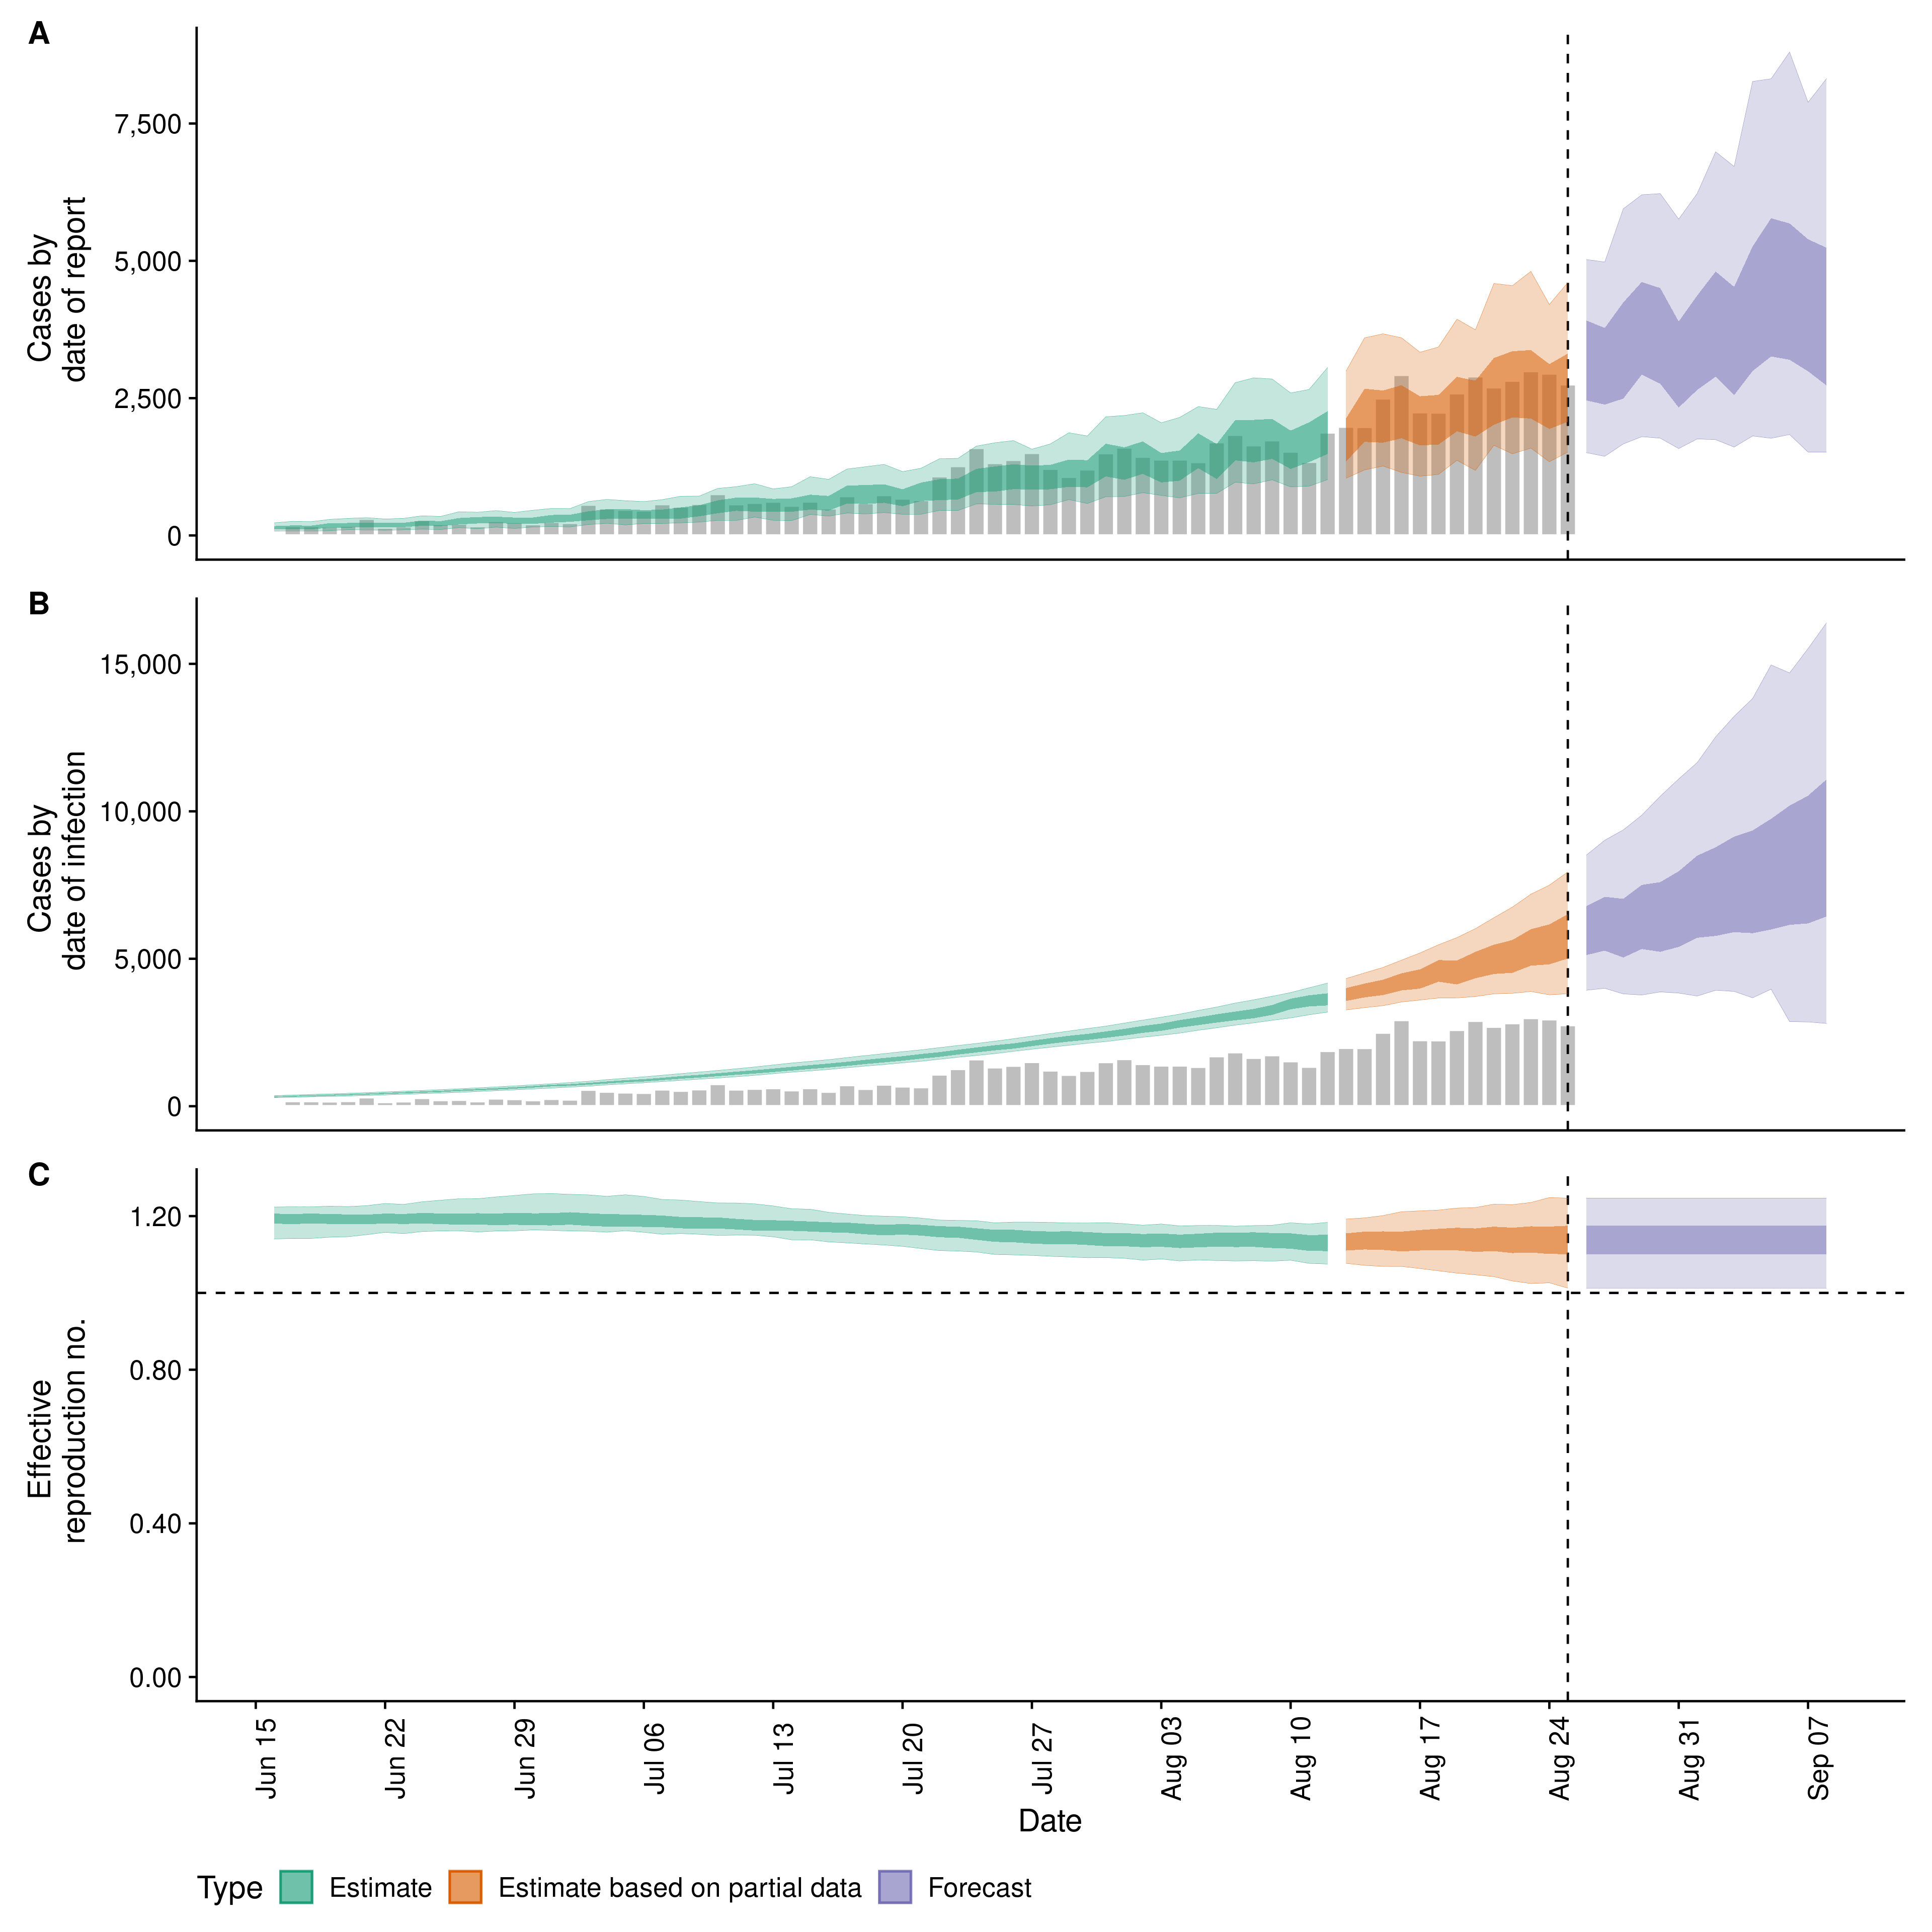 A
Cases by
date of report
7,500
5,000
2,500
0
B
Cases by
date of infection
15,000
10,000
5,000
0
C
Effective
reproduction no.
1.20
0.80
0.40
0.00
Jun 15
Jun 22
Jun 29
Jul 06
Jul 13
Jul 20
Jul 27
Aug 03
Aug 10
Aug 17
Aug 24
Aug 31
Sep 07
Date
Type Estimate Estimate based on partial data Forecast